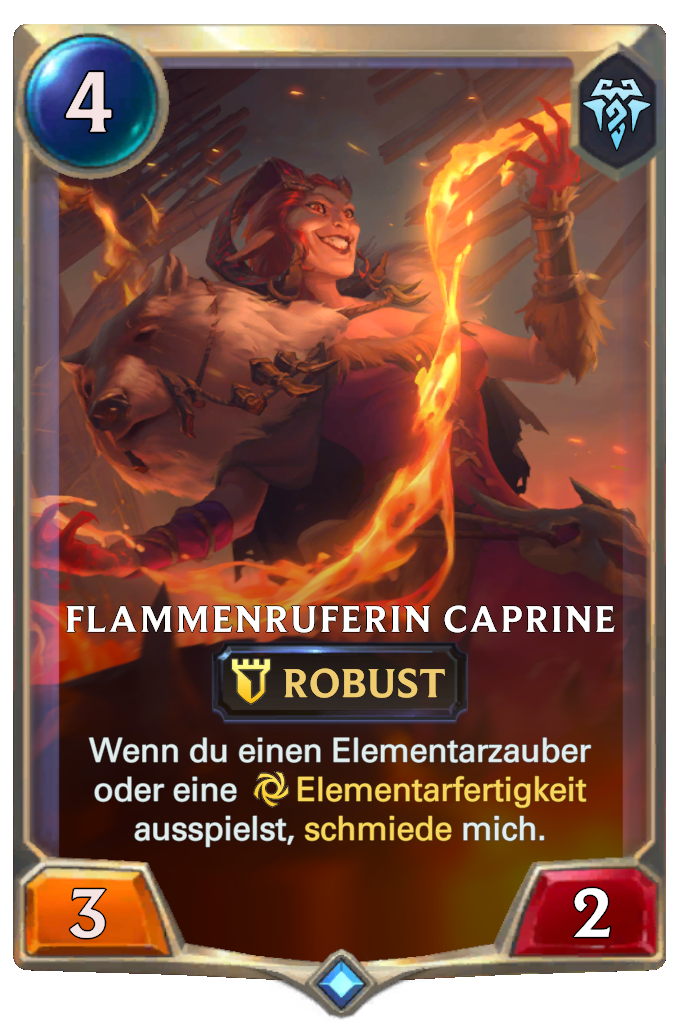 4
FLAMMENRUFERIN CAPRINE
ROBUST
Wenn du einen Elementarzauber
oder eine Elementarfertigkeit
ausspielst, schmiede mich.
3
2